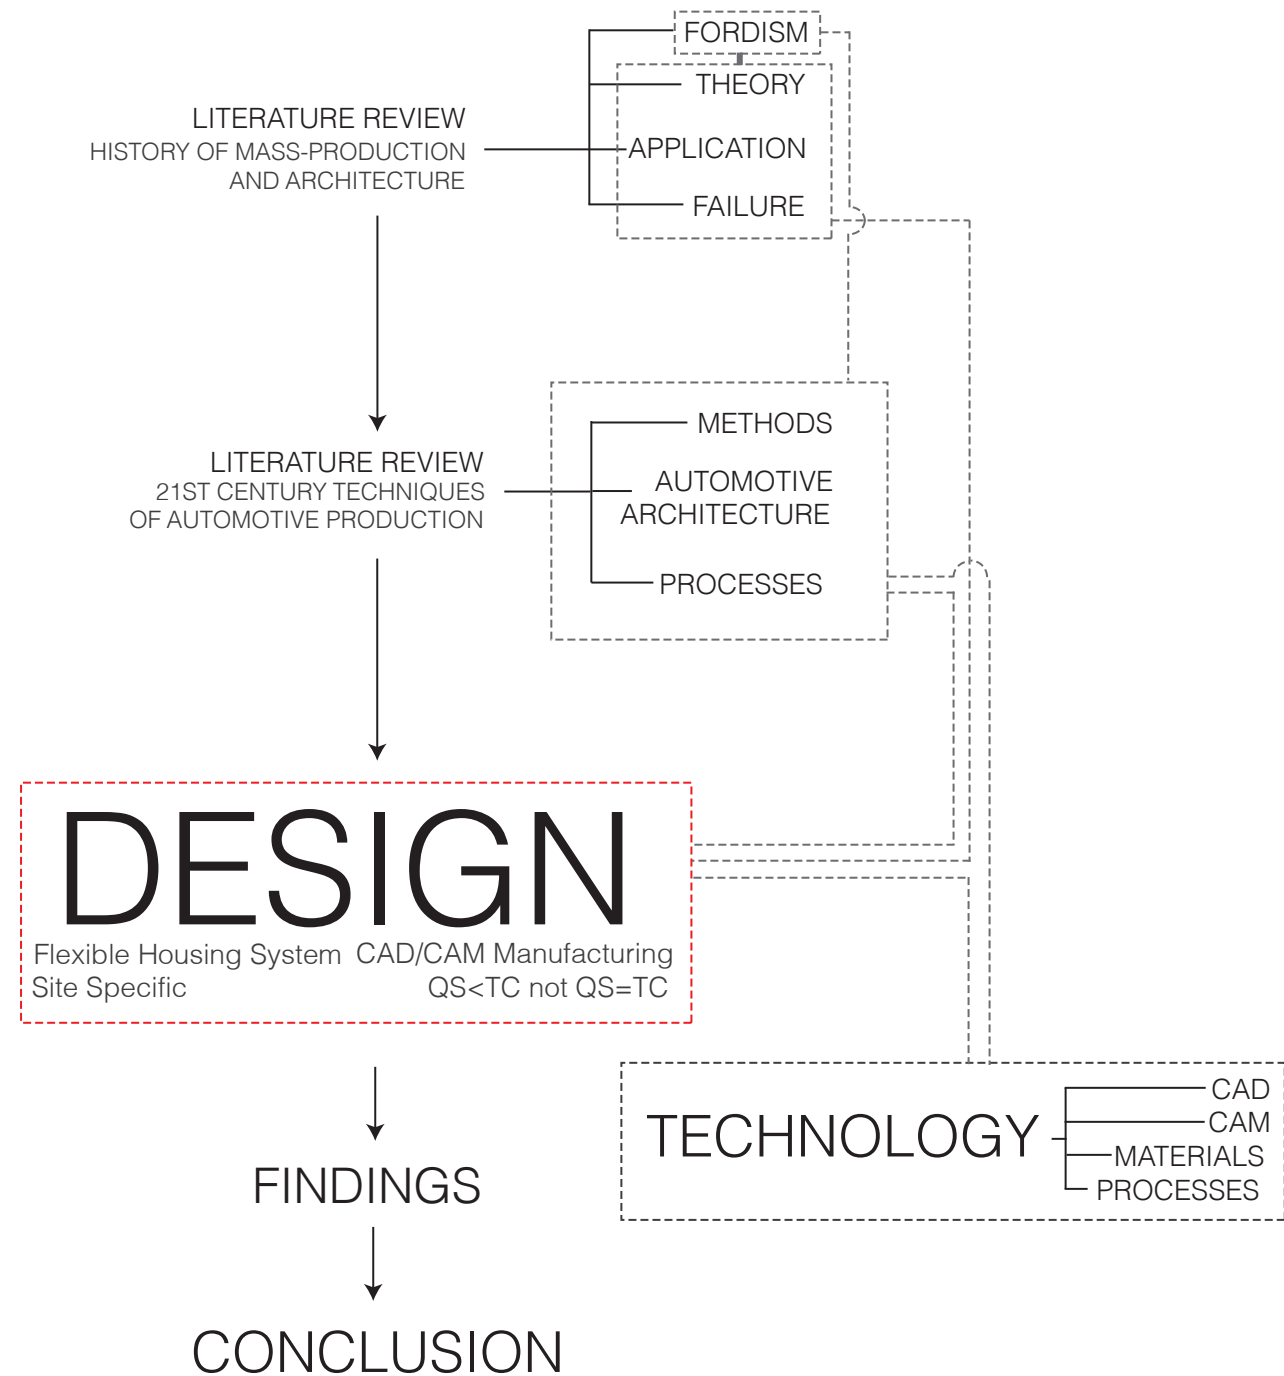 FORDISM
THEORY
LITERATURE REVIEW
HISTORY OF MASS-PRODUCTION
AND ARCHITECTURE
APPLICATION
FAILURE
METHODS
LITERATURE REVIEW
21ST CENTURY TECHNIQUES
OF AUTOMOTIVE PRODUCTION
AUTOMOTIVE
ARCHITECTURE
PROCESSES
DESIGN
Flexible Housing System CAD/CAM Manufacturing
Site Specific QS<TC not QS=TC
TECHNOLOGY
CAD
CAM
MATERIALS
PROCESSES
FINDINGS
CONCLUSION